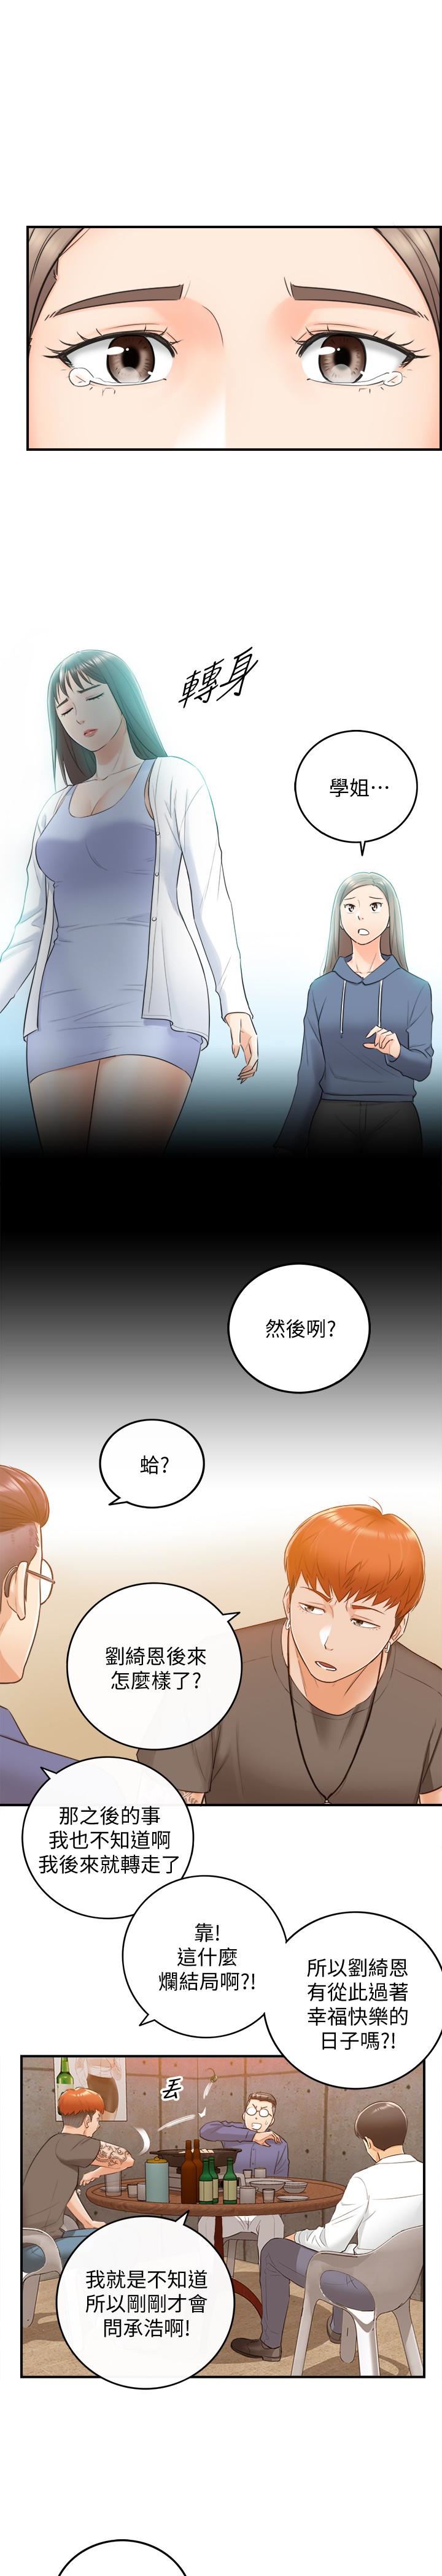 轉身
學姐⋯
然後咧?
蛤?
劉綺恩後來
怎麼樣了?
那之後的事
我也不知道啊
我後來就轉走了
靠!
這什麼
爛結局啊?!
所以劉綺恩
有從此過著
幸福快樂的
日子嗎?!
丟
我就是不知道
所以剛剛才會
問承浩啊!